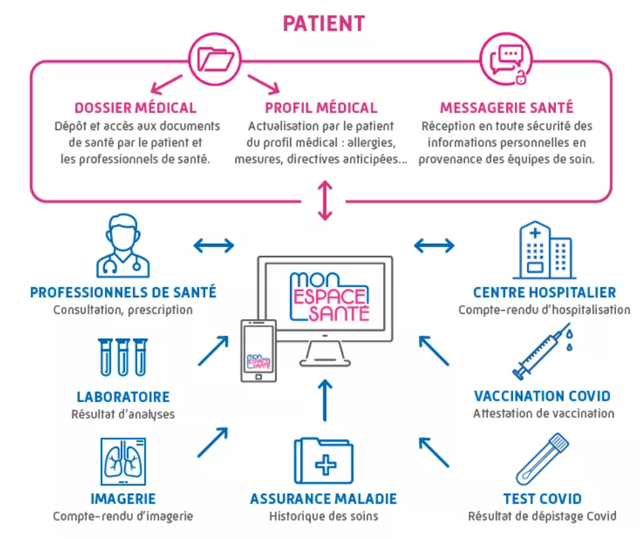 PATIENT
DOSSIER MÉDICAL
Dépôt et accès aux documents
de santé par le patient et
les professionnels de santé.
PROFIL MÉDICAL
Actualisation par le patient
du profil médical : allergies,
mesures, directives anticipées...
MESSAGERIE SANTÉ
Réception en toute sécurité des
informations personnelles en
provenance des équipes de soin.
PROFESSIONNELS DE SANTÉ
Consultation, prescription
MON
ESPACE
SANTÉ
MON
ESPACE
SANTÉ
CENTRE HOSPITALIER
Compte-rendu d'hospitalisation
LABORATOIRE
Résultat d'analyses
VACCINATION COVID
Attestation de vaccination
IMAGERIE
Compte-rendu d'imagerie
ASSURANCE MALADIE
Historique des soins
TEST COVID
Résultat de dépistage Covid